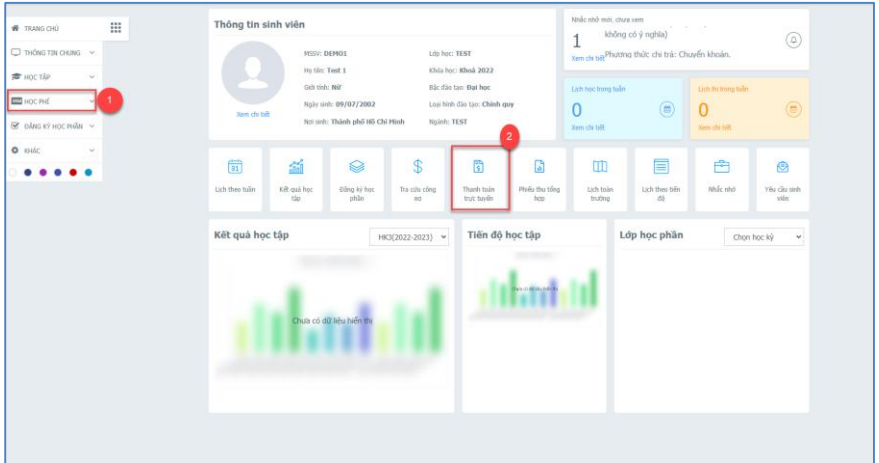 TRANG CHỦ
THÔNG TIN CHUNG
HỌC TẬP
HỌC PHÍ
1
ĐĂNG KÝ HỌC PHẦN
KHÁC
Thông tin sinh viên
Xem chi tiết
MSSV: DEMO1
Họ tên: Test 1
Giới tính: Nữ
Ngày sinh: 09/07/2002
Nơi sinh: Thành phố Hồ Chí Minh
Lớp học: TEST
Khóa học: Khoá 2022
Bậc đào tạo: Đại học
Loại hình đào tạo: Chính quy
Ngành: TEST
Nhắc nhở mới, chưa xem
1
không có ý nghĩa)
Phương thức chi trả: Chuyển khoản.
Xem chi tiết
Lịch học trong tuần
0
Xem chi tiết
Lịch thi trong tuần
0
Xem chi tiết
2
Lịch theo tuần
Kết quả học
tập
Đăng ký học
phần
Tra cứu công
nợ
Thanh toán
trực tuyến
Phiếu thu tổng
hợp
Lịch toàn
trường
Lịch theo tiến
độ
Nhắc nhở
Yêu cầu sinh
viên
Kết quả học tập
HK3(2022-2023)
Chưa có dữ liệu hiển thị
Tiến độ học tập
Chưa có dữ liệu hiển thị
Lớp học phần
Chọn học kỳ